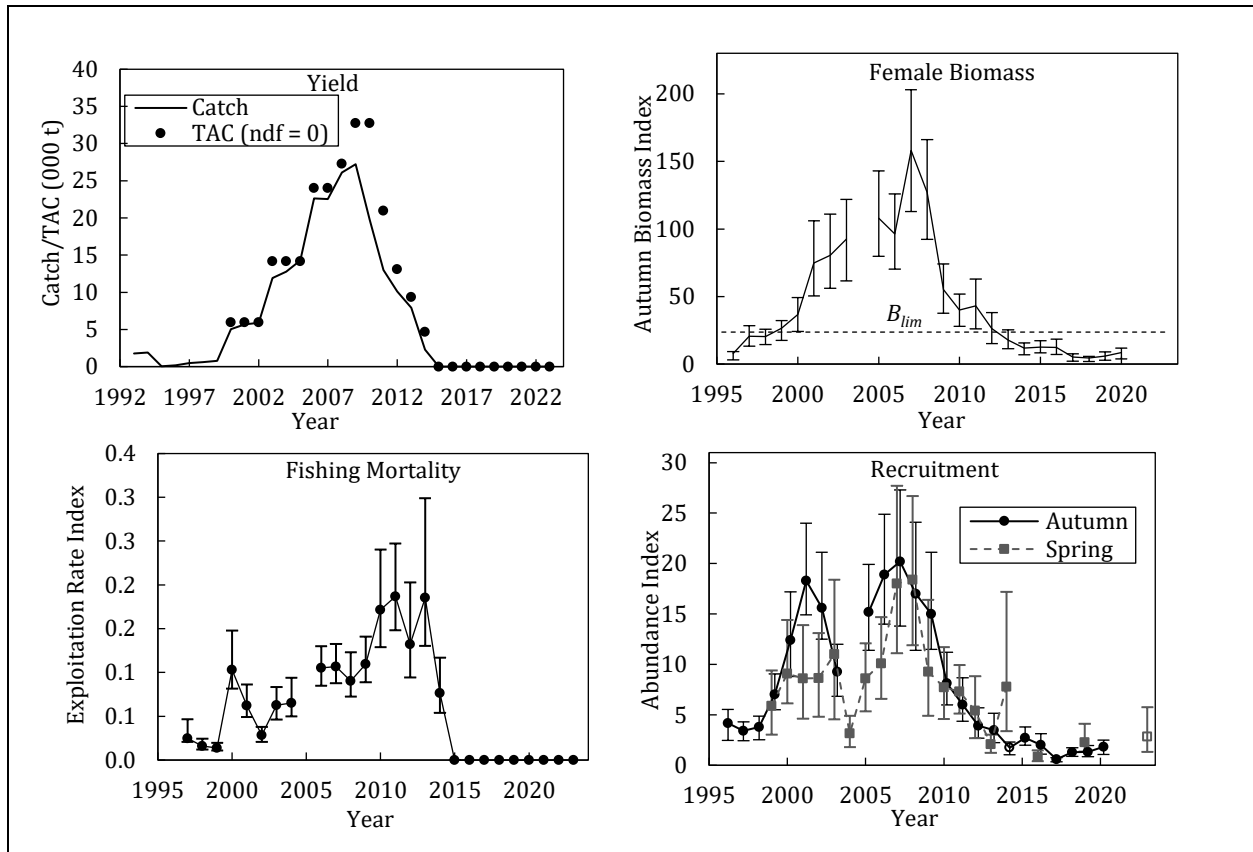 Yield
Catch
TAC (ndf = 0)
40
35
30
25
20
15
10
5
0
Catch/TAC (000 t)
1992 1997 2002 2007 2012 2017 2022
Year
Female Biomass
200
150
100
50
0
Autumn Biomass Index
Blim
1995 2000 2005 2010 2015 2020
Year
Fishing Mortality
0.4
0.3
0.3
0.2
0.2
0.1
0.1
0.0
Exploitation Rate Index
1995 2000 2005 2010 2015 2020
Year
Recruitment
Autumn
Spring
30
25
20
15
10
5
0
Abundance Index
1995 2000 2005 2010 2015 2020
Year